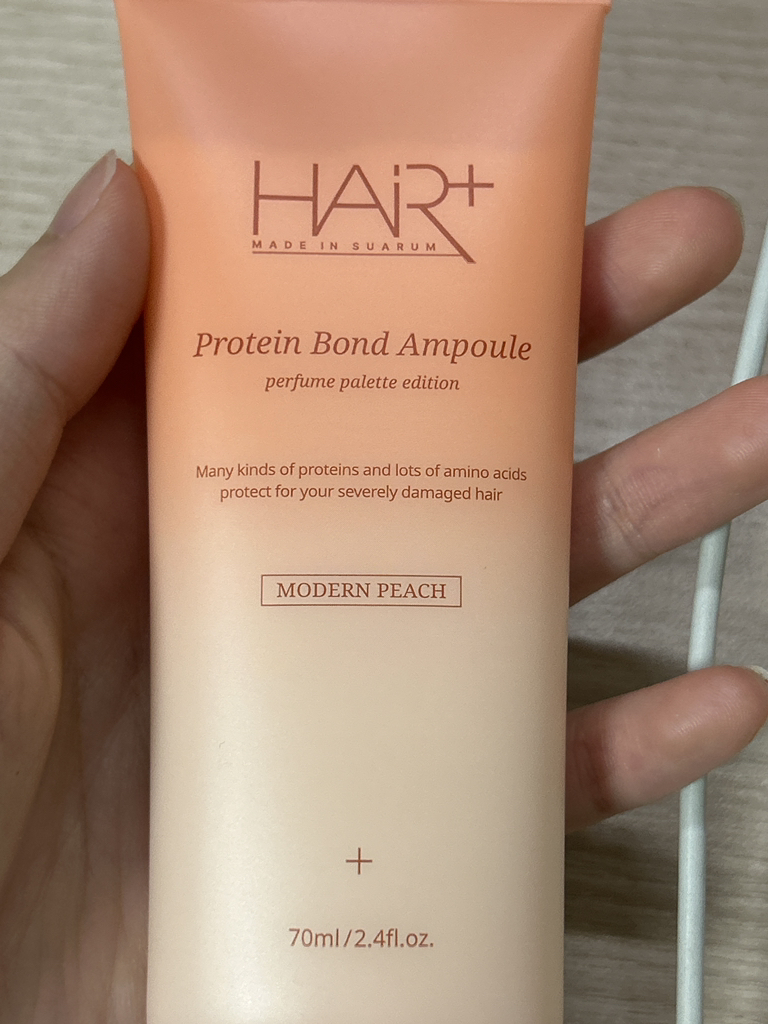 HAiR+
MADE IN SUARUM
Protein Bond Ampoule
perfume palette edition
Many kinds of proteins and lots of amino acids
protect for your severely damaged hair
MODERN PEACH
+
70ml/2.4fl.oz.